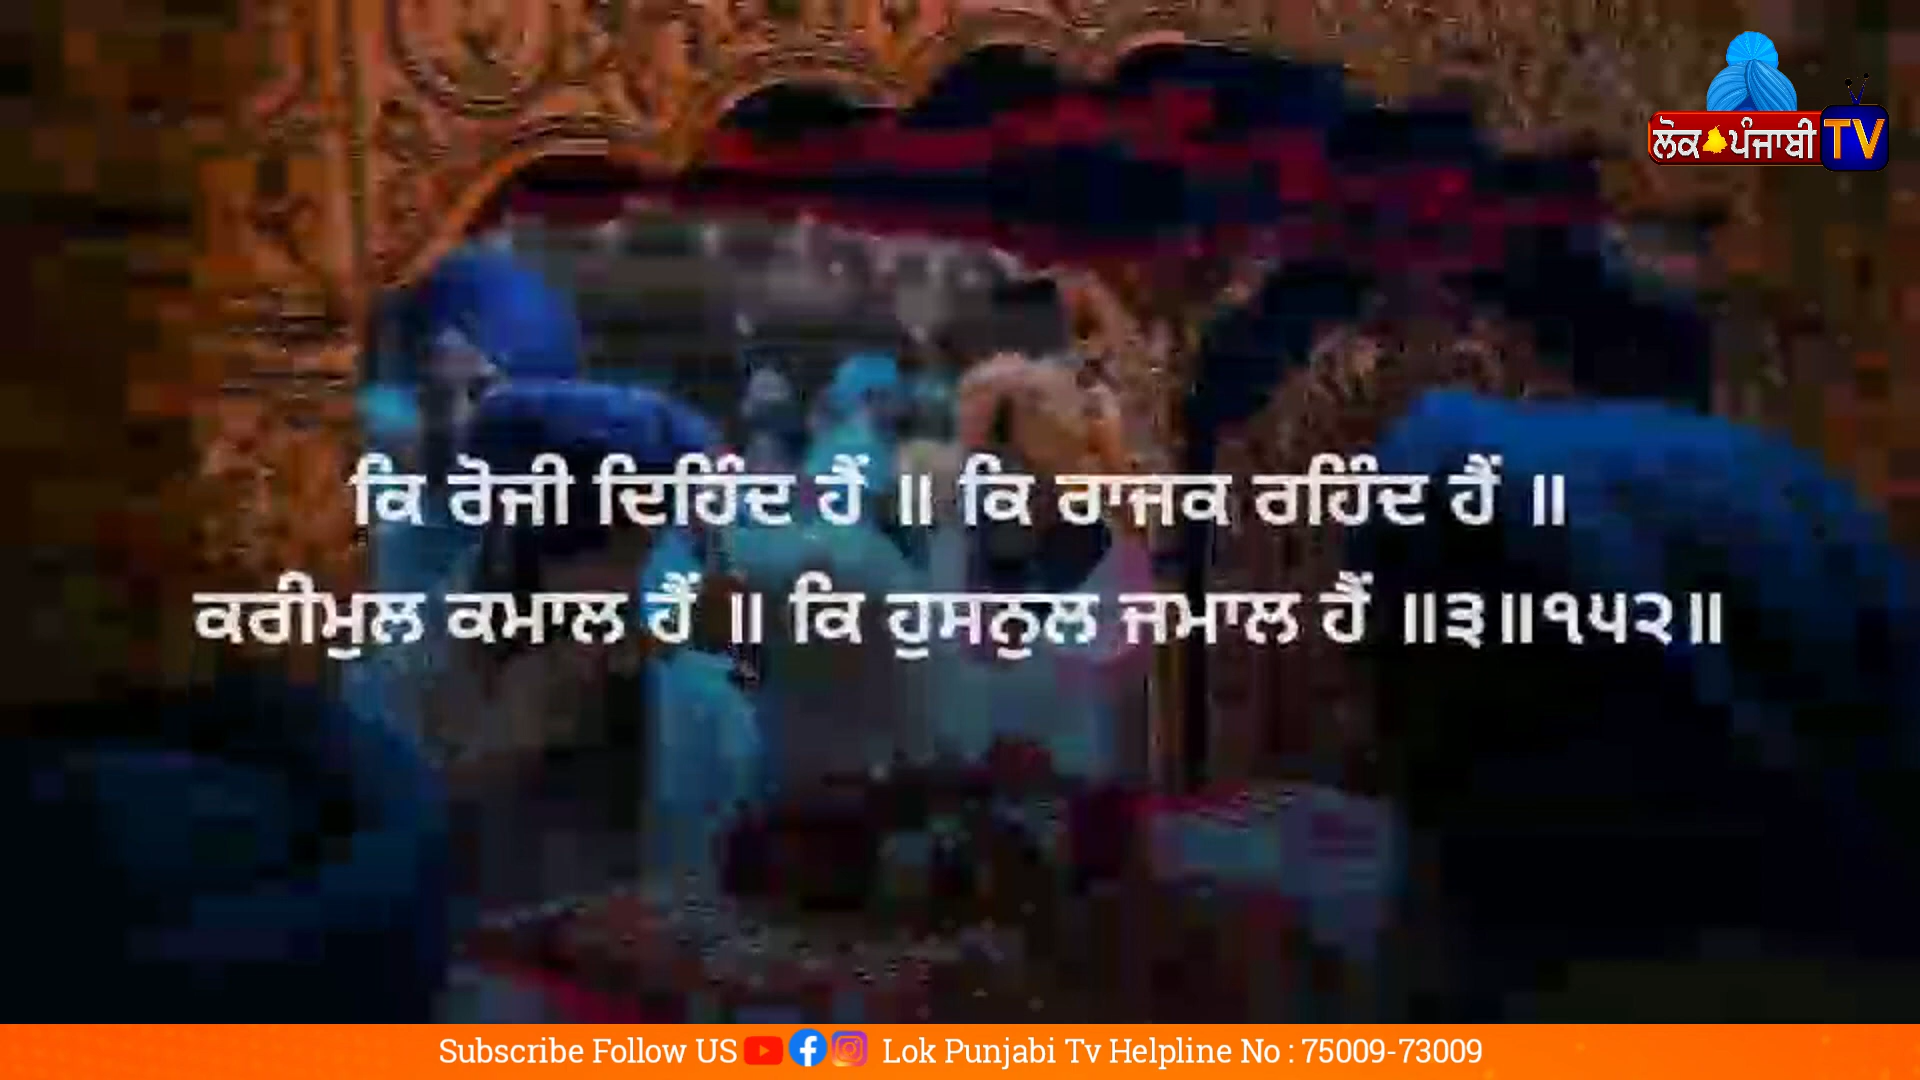 ਲੋਕ ਪੰਜਾਬੀ TV
ਕਿ ਰੋਜੀ ਦਿਹਿੰਦ ਹੈਂ ॥ ਕਿ ਰਾਜਕ ਰਹਿੰਦ ਹੈਂ ॥
ਕਰੀਮੁਲ ਕਮਾਲ ਹੈਂ ॥ ਕਿ ਹੁਸਨੁਲ ਜਮਾਲ ਹੈਂ ॥੩॥੧੫੨॥
Subscribe Follow US Lok Punjabi Tv Helpline No : 75009-73009